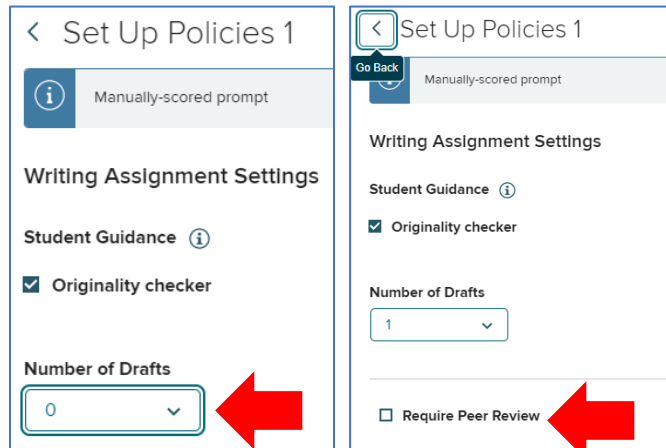 Set Up Policies 1
Manually-scored prompt
Writing Assignment Settings
Student Guidance
Originality checker
Number of Drafts
0
Set Up Policies 1
Go Back
Manually-scored prompt
Writing Assignment Settings
Student Guidance
Originality checker
Number of Drafts
1
Require Peer Review